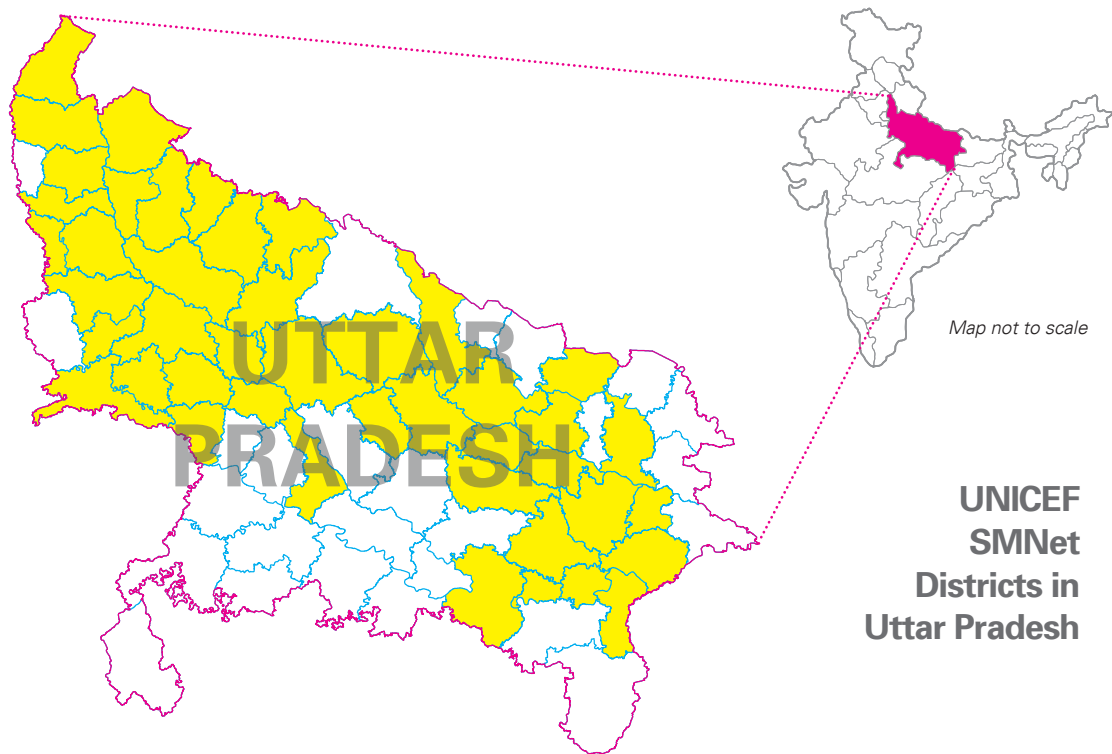 UTTAR
PRADESH
Map not to scale
UNICEF
SMNet
Districts in
Uttar Pradesh